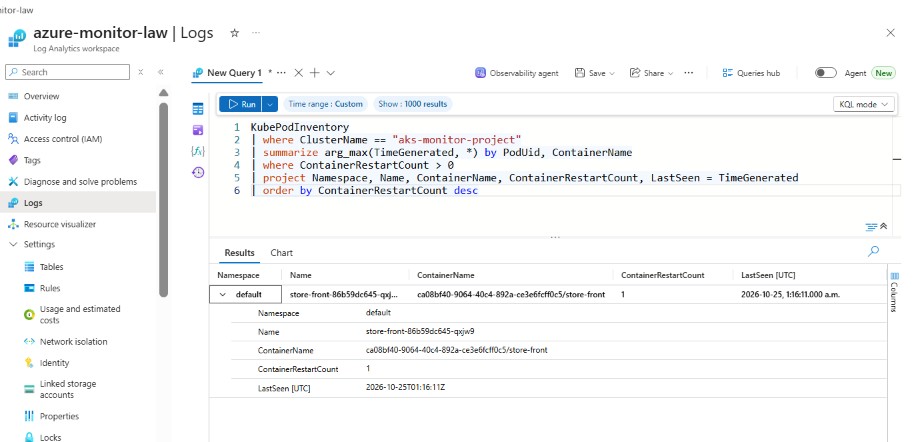 nitor-law
azure-monitor-law | Logs
Log Analytics workspace
Search
Overview
Activity log
Access control (IAM)
Tags
Diagnose and solve problems
Logs
Resource visualizer
Settings
Tables
Rules
Usage and estimated
costs
Network isolation
Identity
Linked storage
accounts
Properties
Locks
New Query 1 *
Observability agent
Save
Share
Queries hub
Agent
New
Run
Time range : Custom
Show : 1000 results
KQL mode
1 KubePodInventory
2 | where ClusterName == "aks-monitor-project"
3 | summarize arg_max(TimeGenerated, *) by PodUid, ContainerName
4 | where ContainerRestartCount > 0
5 | project Namespace, Name, ContainerName, ContainerRestartCount, LastSeen = TimeGenerated
6 | order by ContainerRestartCount desc
Results Chart
Namespace Name ContainerName ContainerRestartCount LastSeen [UTC]
default store-front-86b59dc645-qxj... ca08bf40-9064-40c4-892a-ce3e6fcff0c5/store-front 1 2026-10-25, 1:16:11.000 a.m.
Namespace default
Name store-front-86b59dc645-qxjw9
ContainerName ca08bf40-9064-40c4-892a-ce3e6fcff0c5/store-front
ContainerRestartCount 1
LastSeen [UTC] 2026-10-25T01:16:11Z
Columns